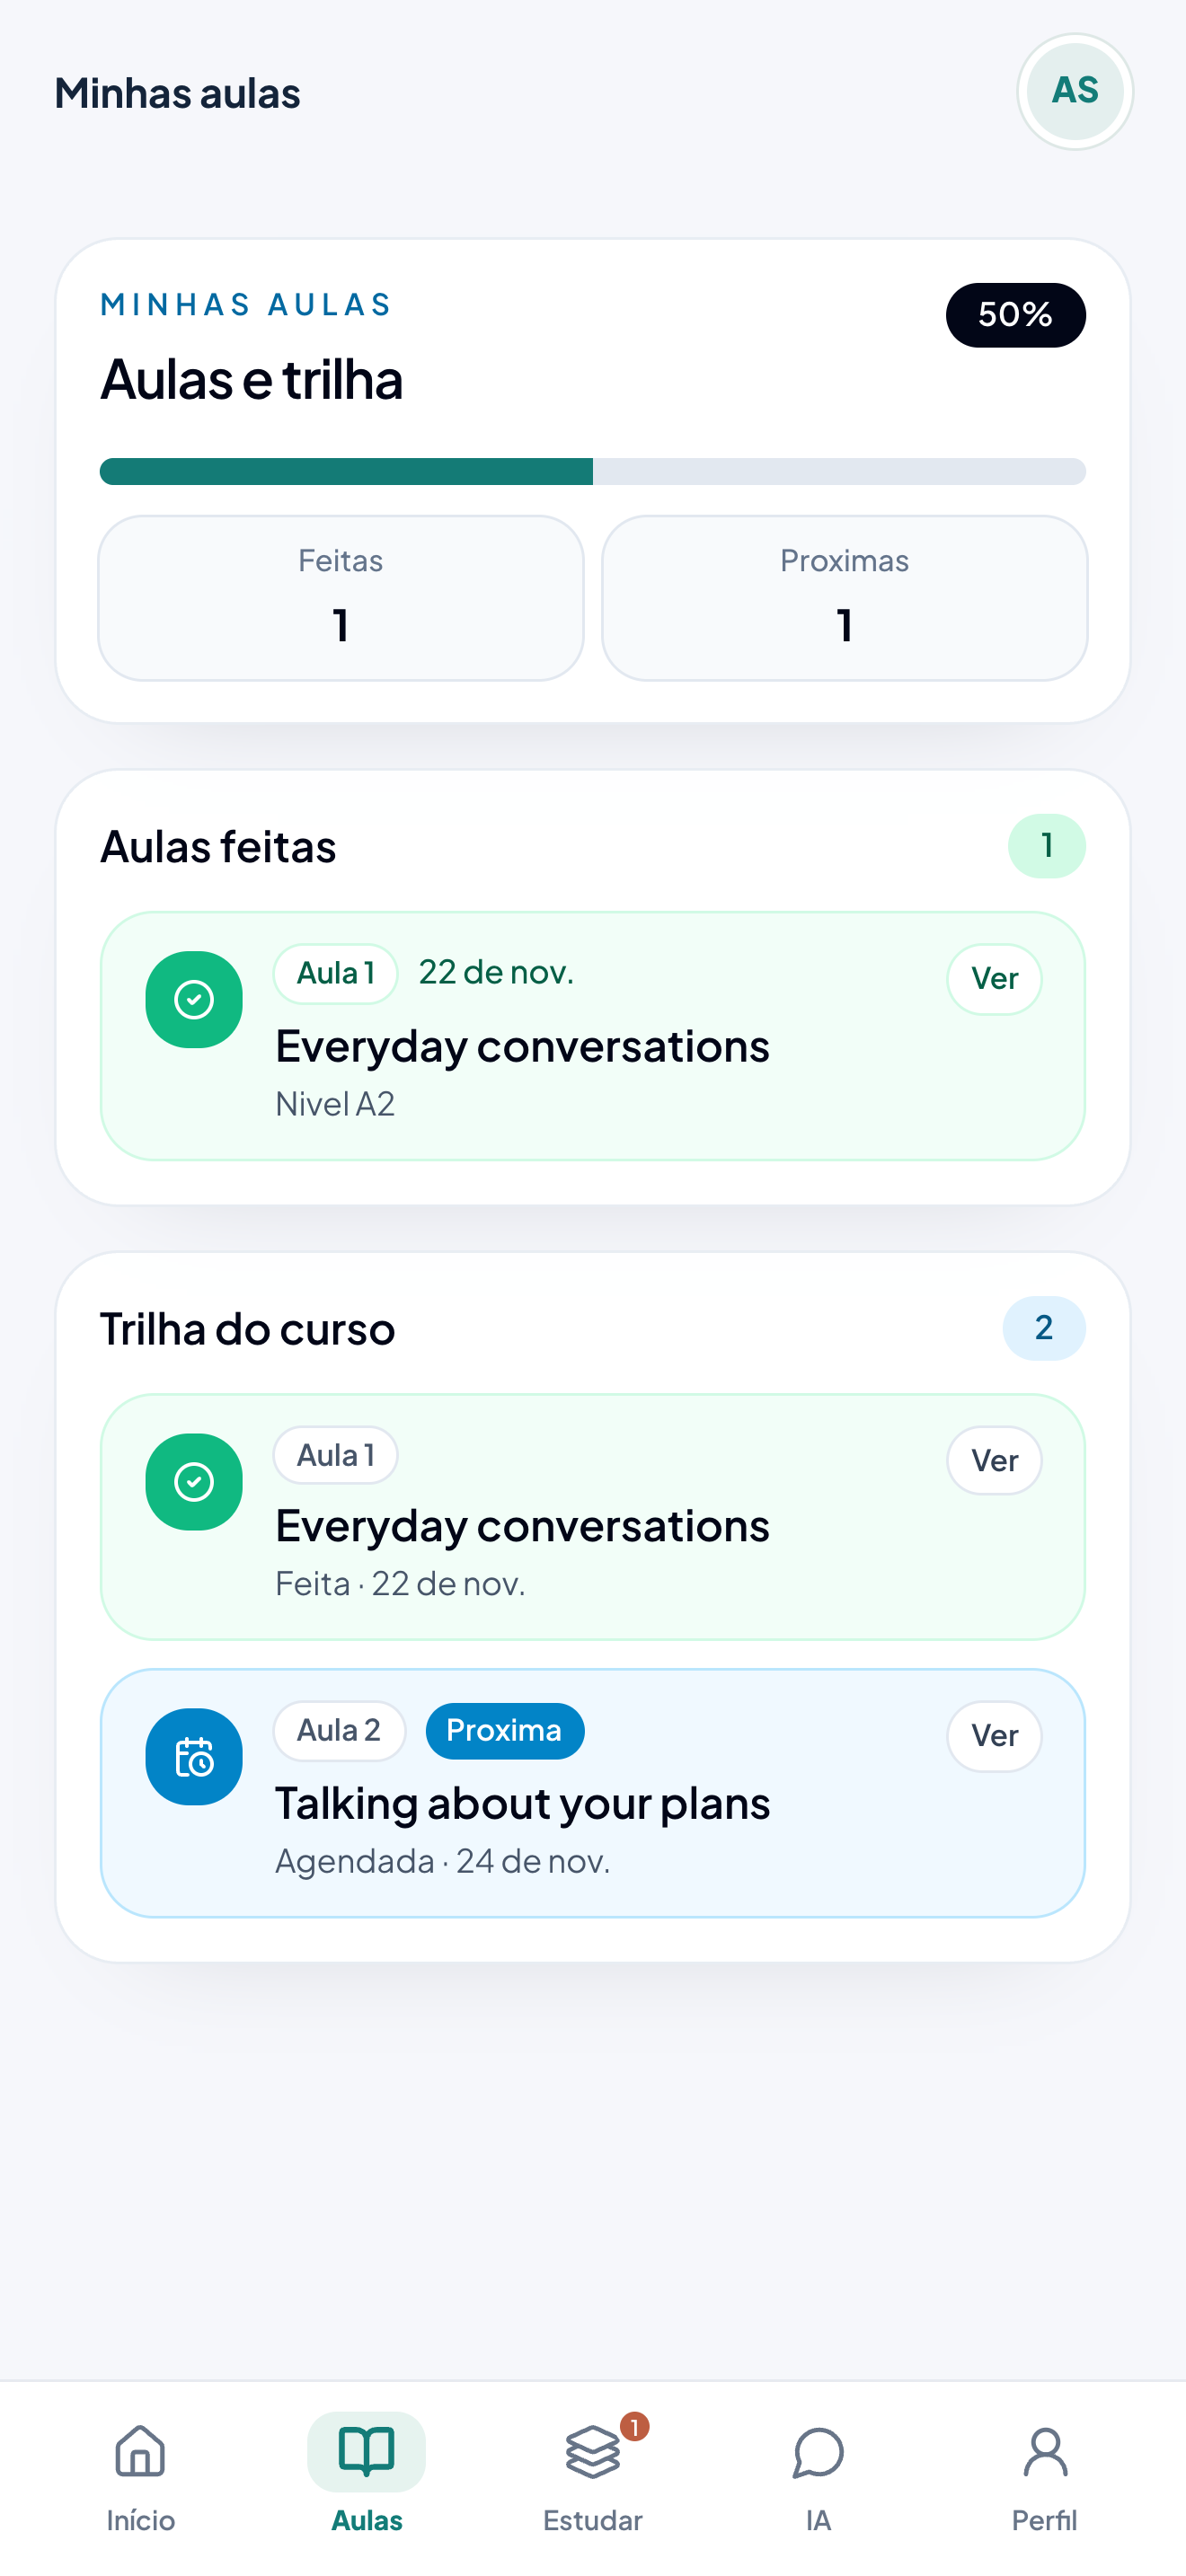 Minhas aulas
AS
MINHAS AULAS
50%
Aulas e trilha
Feitas
1
Proximas
1
Aulas feitas
1
Aula 1
22 de nov.
Ver
Everyday conversations
Nivel A2
Trilha do curso
2
Aula 1
Ver
Everyday conversations
Feita · 22 de nov.
Aula 2
Proxima
Ver
Talking about your plans
Agendada · 24 de nov.
1
Início
Aulas
Estudar
IA
Perfil